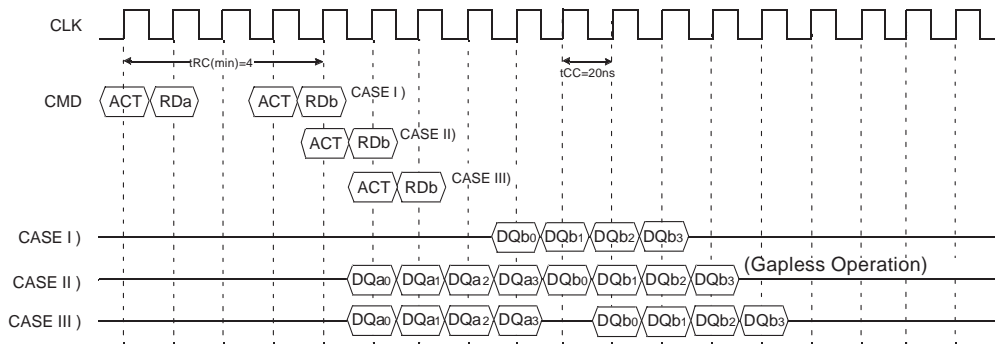 CLK
tRC(min)=4
tCC=20ns
CMD ACT RDa ACT RDb CASE I )
ACT RDb CASE II)
ACT RDb CASE III)
CASE I ) DQb0 DQb1 DQb2 DQb3
CASE II ) DQa0 DQa1 DQa2 DQa3 DQb0 DQb1 DQb2 DQb3 (Gapless Operation)
CASE III ) DQa0 DQa1 DQa2 DQa3 DQb0 DQb1 DQb2 DQb3